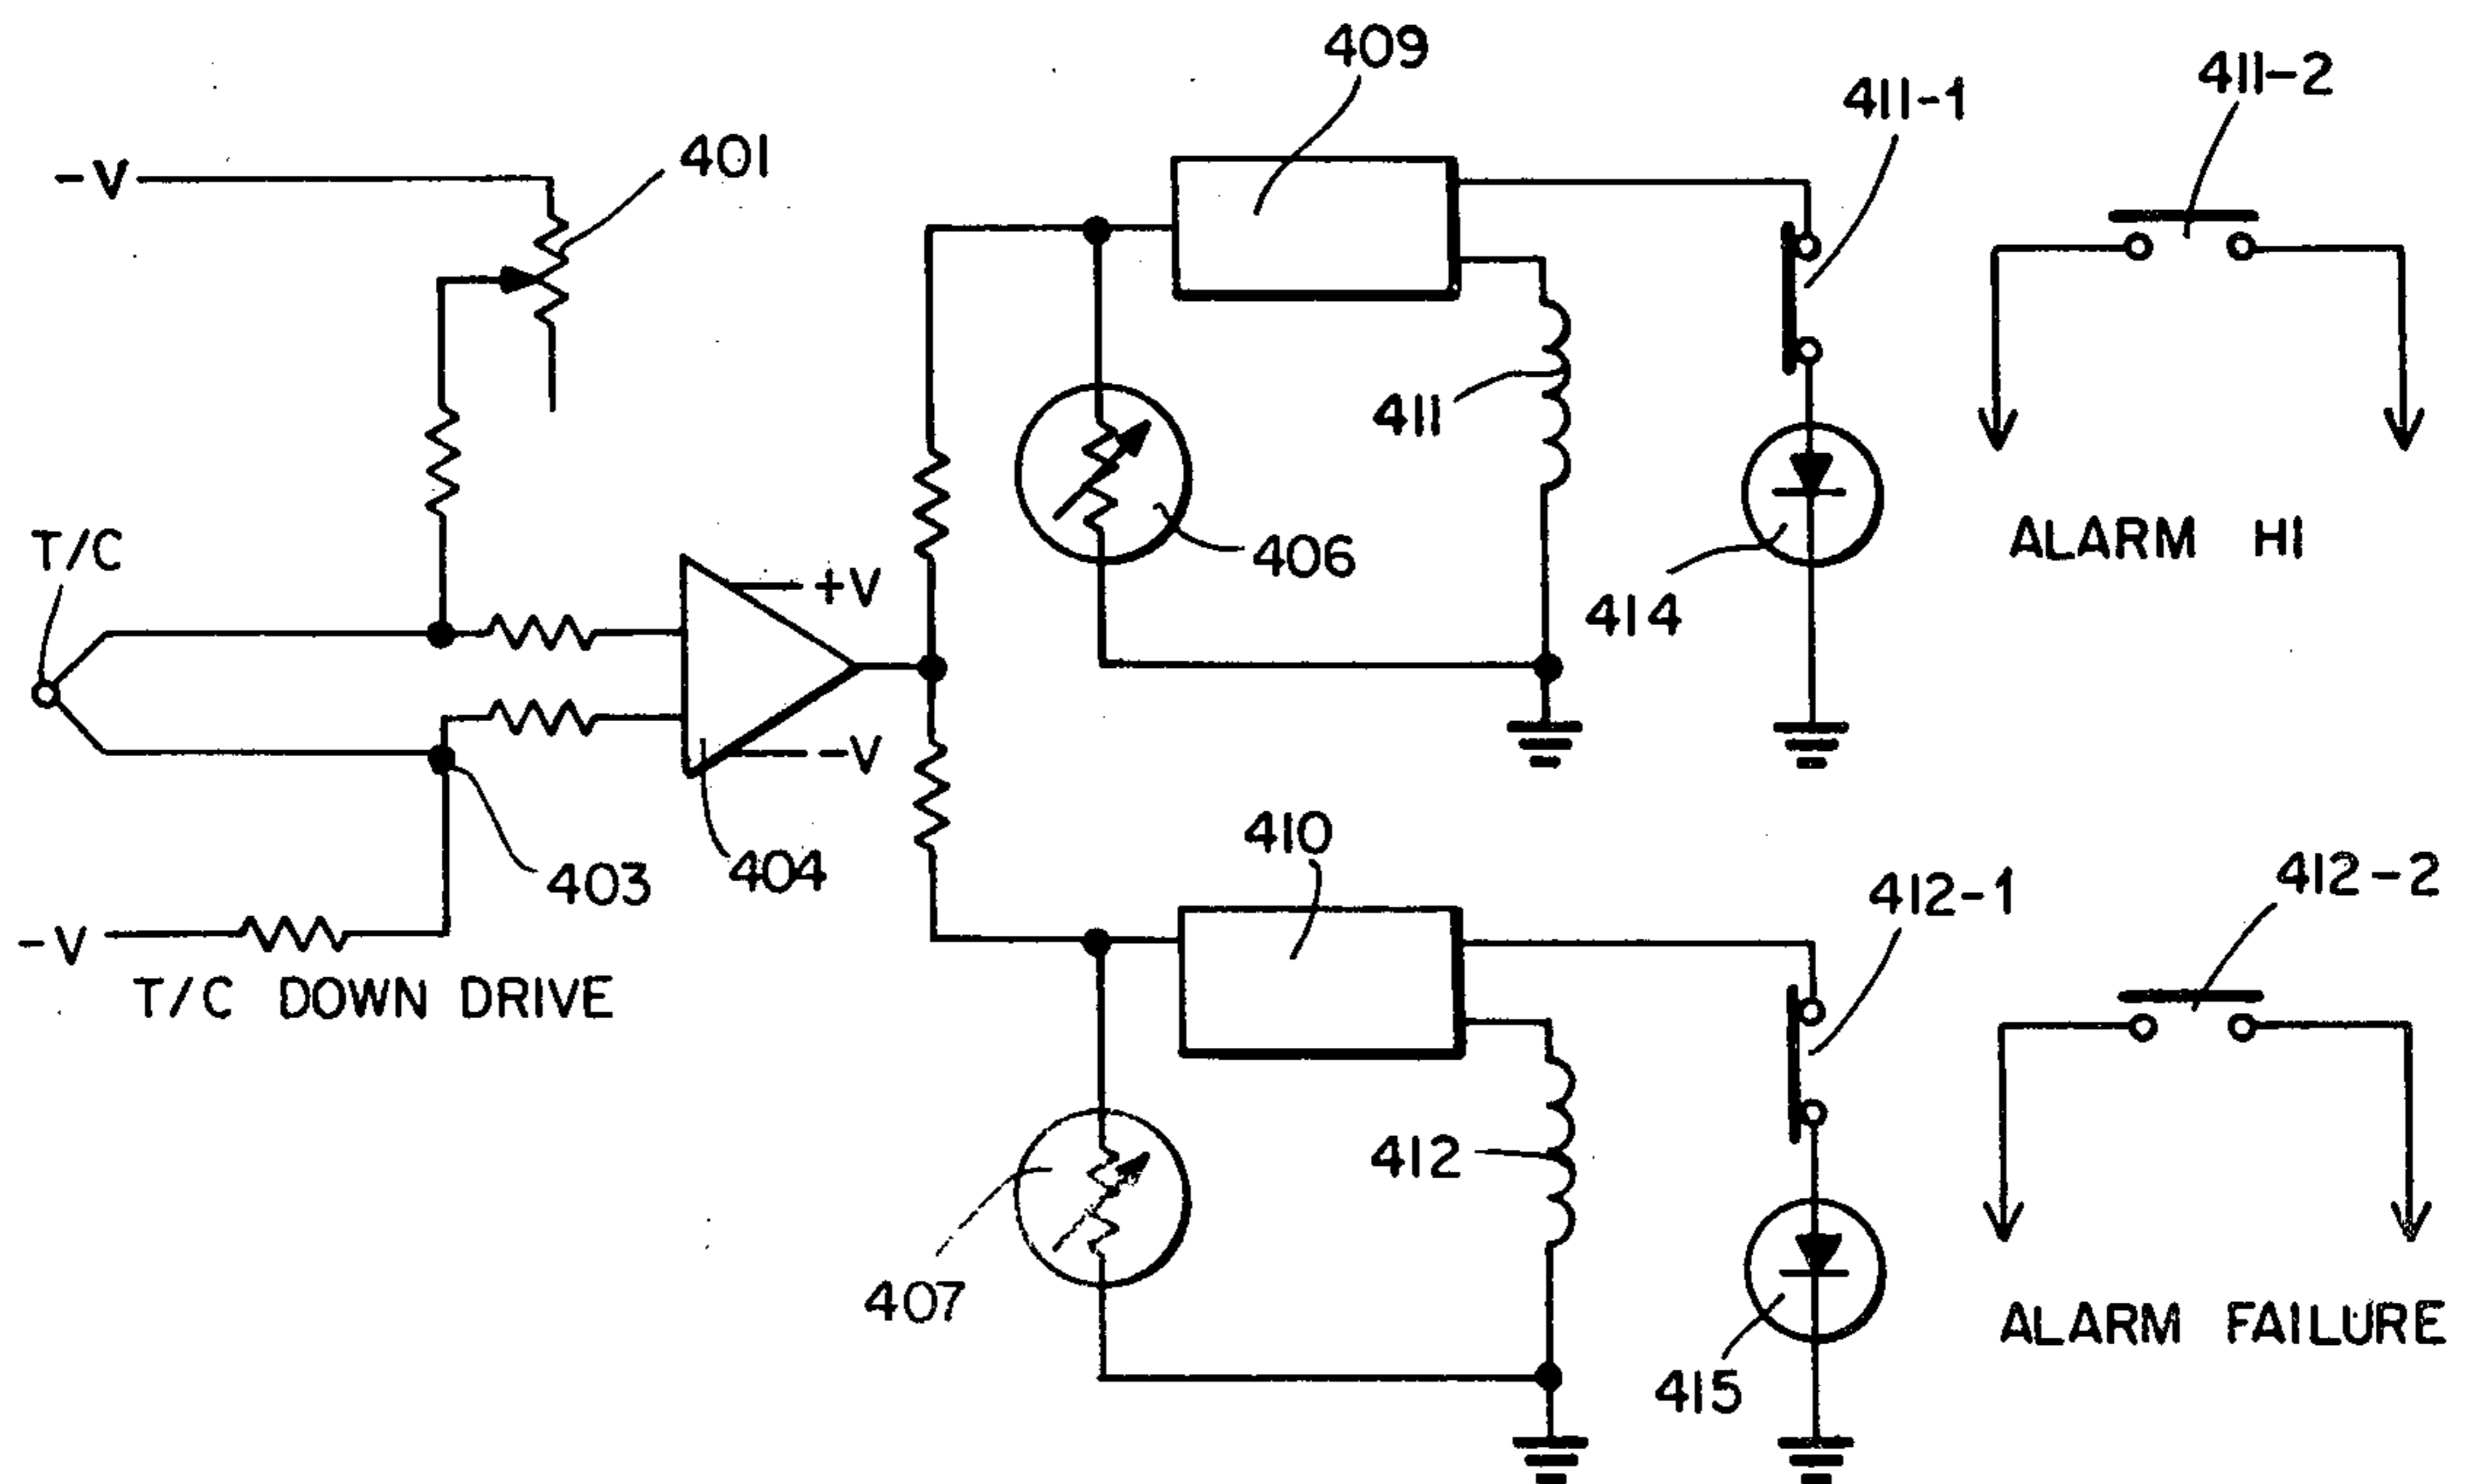 409
411-2
411-1
401
-V
411
T/C
406
ALARM HI
+V
414
-V
410
404
403
412-1
412-2
-V
T/C DOWN DRIVE
412
407
ALARM FAILURE
415